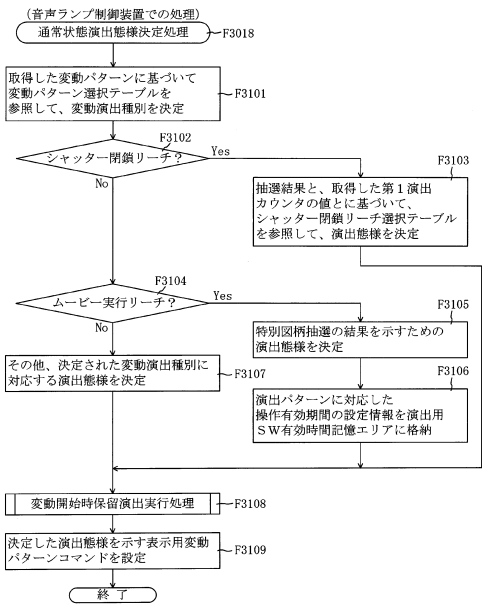 (音声ランプ制御装置での処理)
通常状態演出態様決定処理
F3018
取得した変動パターンに基づいて
変動パターン選択テーブルを
参照して、変動演出種別を決定
F3101
F3102
シャッター閉鎖リーチ?
Yes
No
F3103
抽選結果と、取得した第1演出
カウンタの値とに基づいて、
シャッター閉鎖リーチ選択テーブル
を参照して、演出態様を決定
F3104
ムービー実行リーチ?
Yes
No
F3105
特別図柄抽選の結果を示すための
演出態様を決定
その他、決定された変動演出種別に
対応する演出態様を決定
F3107
F3106
演出パターンに対応した
操作有効期間の設定情報を演出用
SW有効時間記憶エリアに格納
変動開始時保留演出実行処理
F3108
決定した演出態様を示す表示用変動
パターンコマンドを設定
F3109
終了